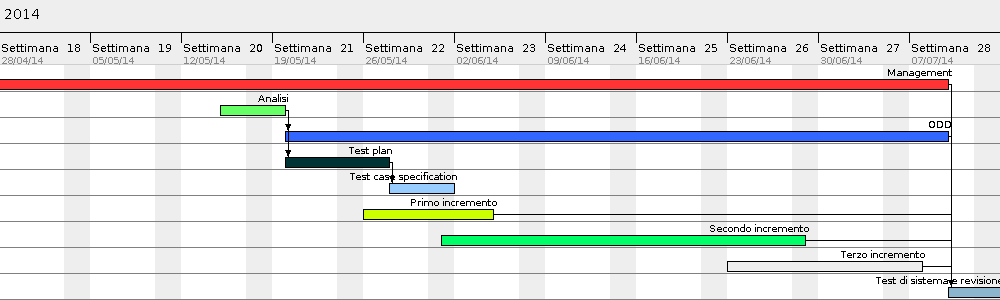 2014
Settimana 18 Settimana 19 Settimana 20 Settimana 21 Settimana 22 Settimana 23 Settimana 24 Settimana 25 Settimana 26 Settimana 27 Settimana 28
28/04/14 05/05/14 12/05/14 19/05/14 26/05/14 02/06/14 09/06/14 16/06/14 23/06/14 30/06/14 07/07/14
Management
Analisi
ODD
Test plan
Test case specification
Primo incremento
Secondo incremento
Terzo incremento
Test di sistema e revisione